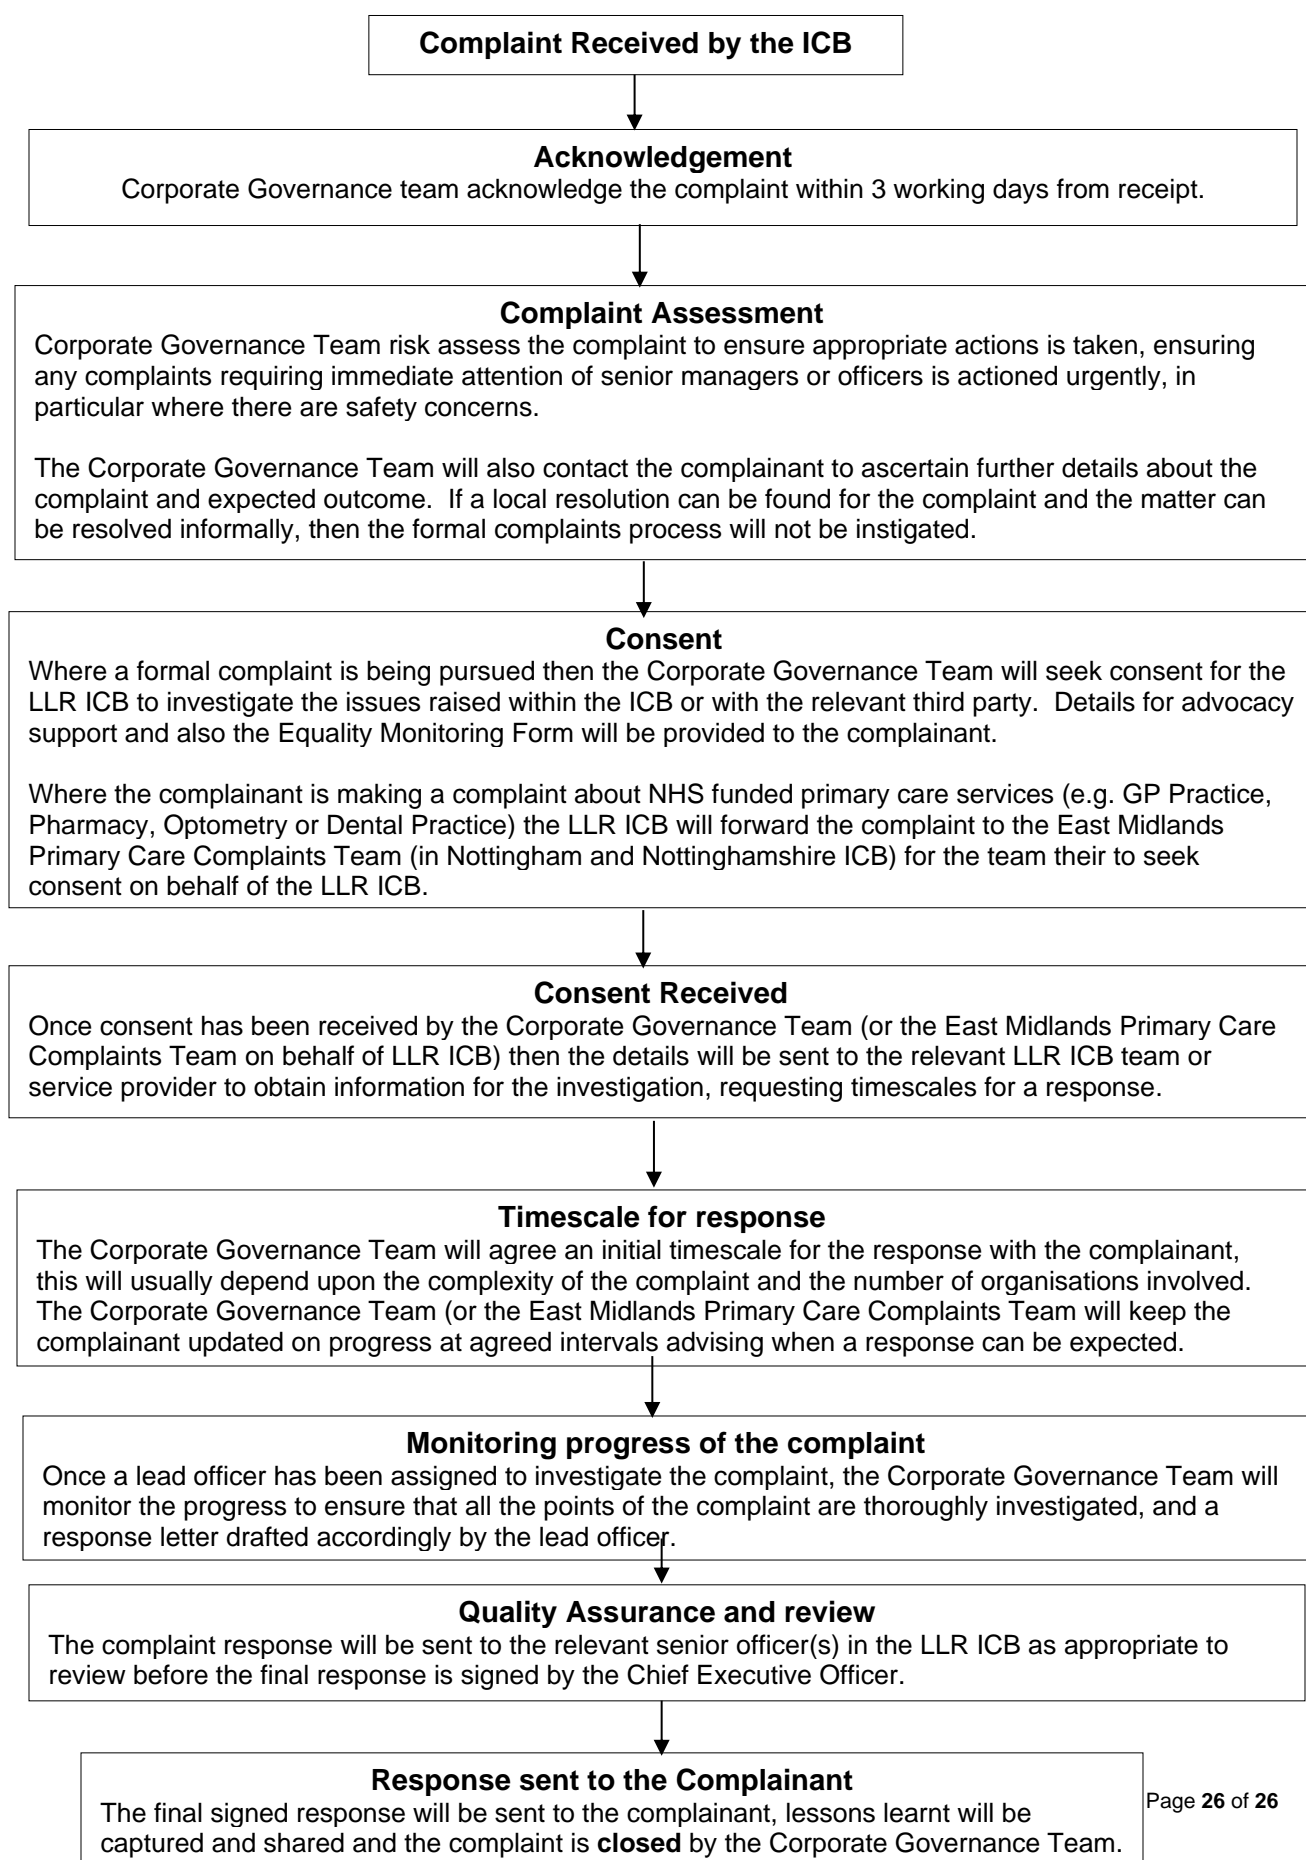 Complaint Received by the ICB
Acknowledgement
Corporate Governance team acknowledge the complaint within 3 working days from receipt.
Complaint Assessment
Corporate Governance Team risk assess the complaint to ensure appropriate actions is taken, ensuring
any complaints requiring immediate attention of senior managers or officers is actioned urgently, in
particular where there are safety concerns.
The Corporate Governance Team will also contact the complainant to ascertain further details about the
complaint and expected outcome.  If a local resolution can be found for the complaint and the matter can
be resolved informally, then the formal complaints process will not be instigated.
Consent
Where a formal complaint is being pursued then the Corporate Governance Team will seek consent for the
LLR ICB to investigate the issues raised within the ICB or with the relevant third party.  Details for advocacy
support and also the Equality Monitoring Form will be provided to the complainant.
Where the complainant is making a complaint about NHS funded primary care services (e.g. GP Practice,
Pharmacy, Optometry or Dental Practice) the LLR ICB will forward the complaint to the East Midlands
Primary Care Complaints Team (in Nottingham and Nottinghamshire ICB) for the team their to seek
consent on behalf of the LLR ICB.
Consent Received
Once consent has been received by the Corporate Governance Team (or the East Midlands Primary Care
Complaints Team on behalf of LLR ICB) then the details will be sent to the relevant LLR ICB team or
service provider to obtain information for the investigation, requesting timescales for a response.
Timescale for response
The Corporate Governance Team will agree an initial timescale for the response with the complainant,
this will usually depend upon the complexity of the complaint and the number of organisations involved.
The Corporate Governance Team (or the East Midlands Primary Care Complaints Team will keep the
complainant updated on progress at agreed intervals advising when a response can be expected.
Monitoring progress of the complaint
Once a lead officer has been assigned to investigate the complaint, the Corporate Governance Team will
monitor the progress to ensure that all the points of the complaint are thoroughly investigated, and a
response letter drafted accordingly by the lead officer.
Quality Assurance and review
The complaint response will be sent to the relevant senior officer(s) in the LLR ICB as appropriate to
review before the final response is signed by the Chief Executive Officer.
Response sent to the Complainant
The final signed response will be sent to the complainant, lessons learnt will be
captured and shared and the complaint is closed by the Corporate Governance Team.
Page 26 of 26